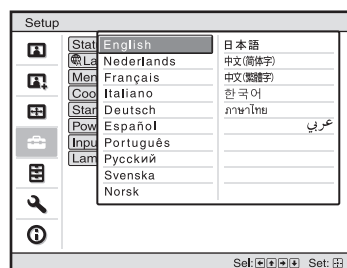 Setup
Stat
La
Men
Coo
Star
Pow
Inpu
Lam
English
Nederlands
Français
Italiano
Deutsch
Español
Português
Русский
Svenska
Norsk
日本語
中文(简体字)
中文(繁體字)
한국어
ภาษาไทย
عربي
Sel: Set: